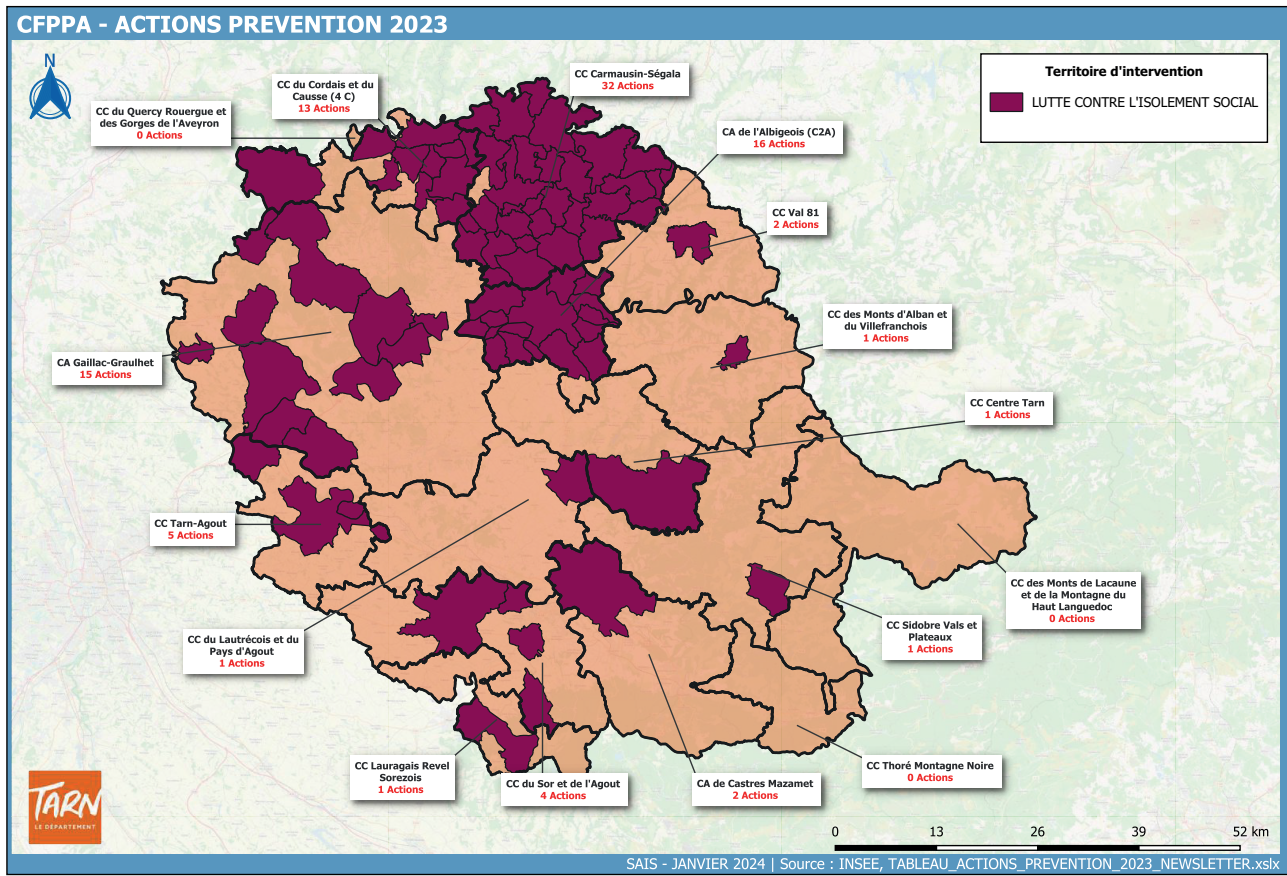 CFPPA - ACTIONS PREVENTION 2023
N
CC du Cordais et du
Causse (4 C)
13 Actions
CC Carmausin-Ségala
32 Actions
Territoire d'intervention
LUTTE CONTRE L'ISOLEMENT SOCIAL
CC du Quercy Rouergue et
des Gorges de l'Aveyron
0 Actions
CA de l'Albigeois (C2A)
16 Actions
CC Val 81
2 Actions
CC des Monts d'Alban et
du Villefranchois
1 Actions
CA Gaillac-Graulhet
15 Actions
CC Centre Tarn
1 Actions
CC Tarn-Agout
5 Actions
CC des Monts de Lacaune
et de la Montagne du
Haut Languedoc
0 Actions
CC Sidobre Vals et
Plateaux
1 Actions
CC du Lautrécois et du
Pays d'Agout
1 Actions
CC Lauragais Revel
Sorezois
1 Actions
CC du Sor et de l'Agout
4 Actions
CA de Castres Mazamet
2 Actions
CC Thoré Montagne Noire
0 Actions
TARN
LE DÉPARTEMENT
0 13 26 39 52 km
SAIS - JANVIER 2024 | Source : INSEE, TABLEAU_ACTIONS_PREVENTION_2023_NEWSLETTER.xslx